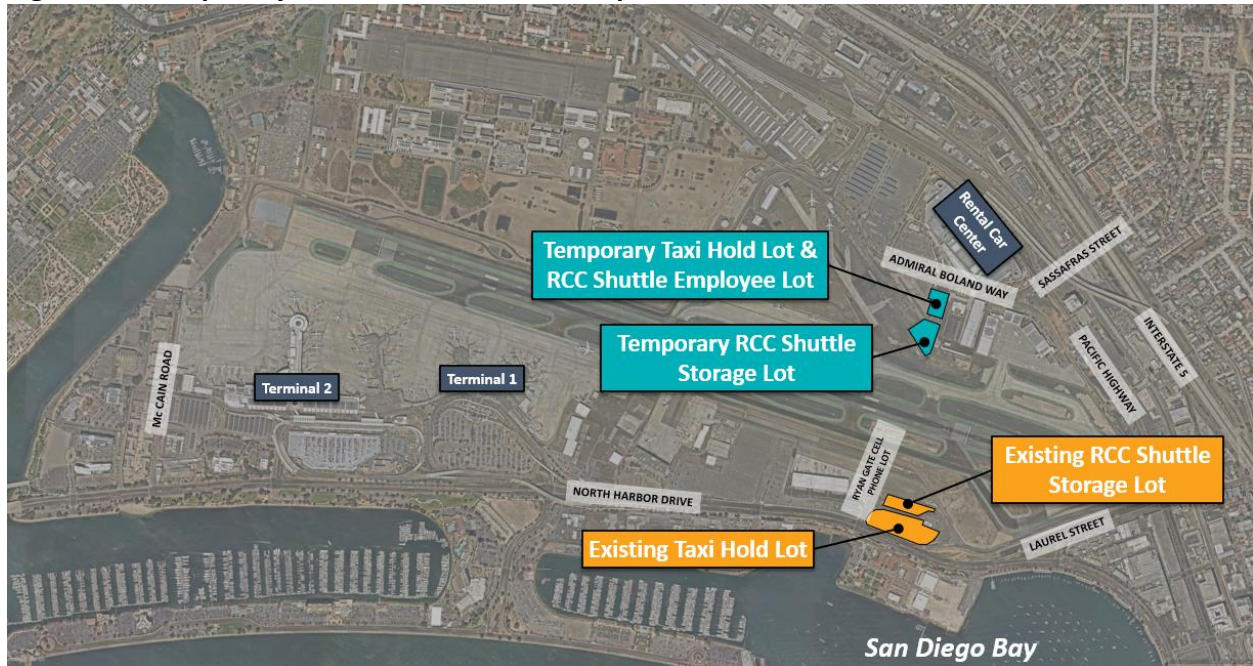 Rental Car
Center
Temporary Taxi Hold Lot &
RCC Shuttle Employee Lot
ADMIRAL BOLAND WAY
SASSAFRAS STREET
Temporary RCC Shuttle
Storage Lot
INTERSTATE 5
PACIFIC HIGHWAY
Mc CAIN ROAD
Terminal 2
Terminal 1
RYAN GATE CELL
PHONE LOT
Existing RCC Shuttle
Storage Lot
NORTH HARBOR DRIVE
LAUREL STREET
Existing Taxi Hold Lot
San Diego Bay